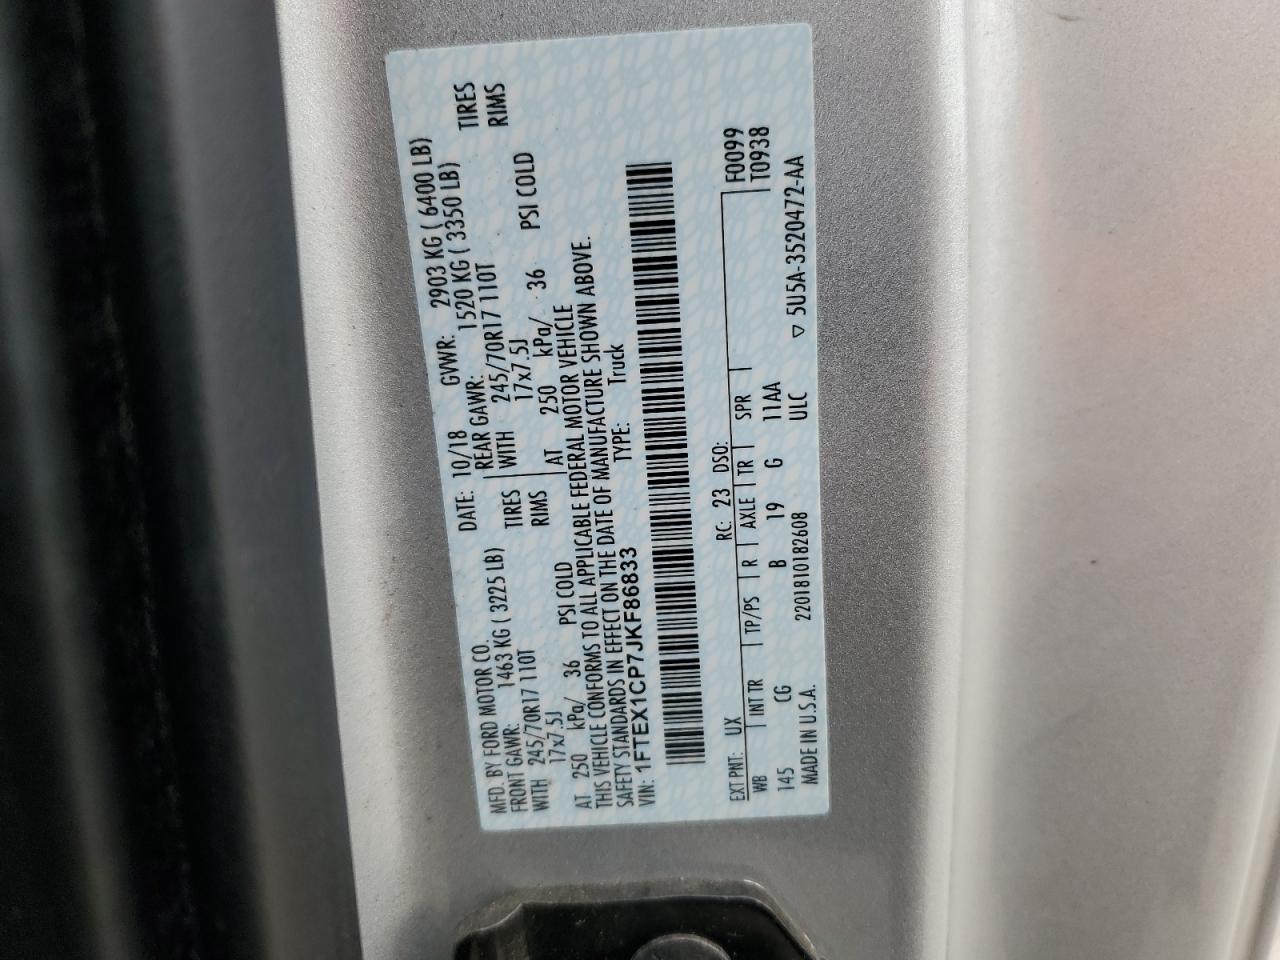 MFD. BY FORD MOTOR CO.
DATE: 10/18 GVWR: 2903 KG ( 6400 LB)
FRONT GAWR: 1463 KG ( 3225 LB) REAR GAWR: 1520 KG ( 3350 LB)
WITH 245/70R17 110T TIRES WITH 245/70R17 110T TIRES
17x7.5J RIMS 17x7.5J RIMS
AT 250 kPa/ 36 PSI COLD AT 250 kPa/ 36 PSI COLD
THIS VEHICLE CONFORMS TO ALL APPLICABLE FEDERAL MOTOR VEHICLE
SAFETY STANDARDS IN EFFECT ON THE DATE OF MANUFACTURE SHOWN ABOVE.
VIN: 1FTEX1CP7JKF86833 TYPE: Truck
EXT PNT: UX RC: 23 DSO: F0099
WB INT TR TP/PS R AXLE TR SPR T0938
145 CG B 19 G 11AA
MADE IN U.S.A. 2201810182608 ULC ▽ 5U5A-3520472-AA